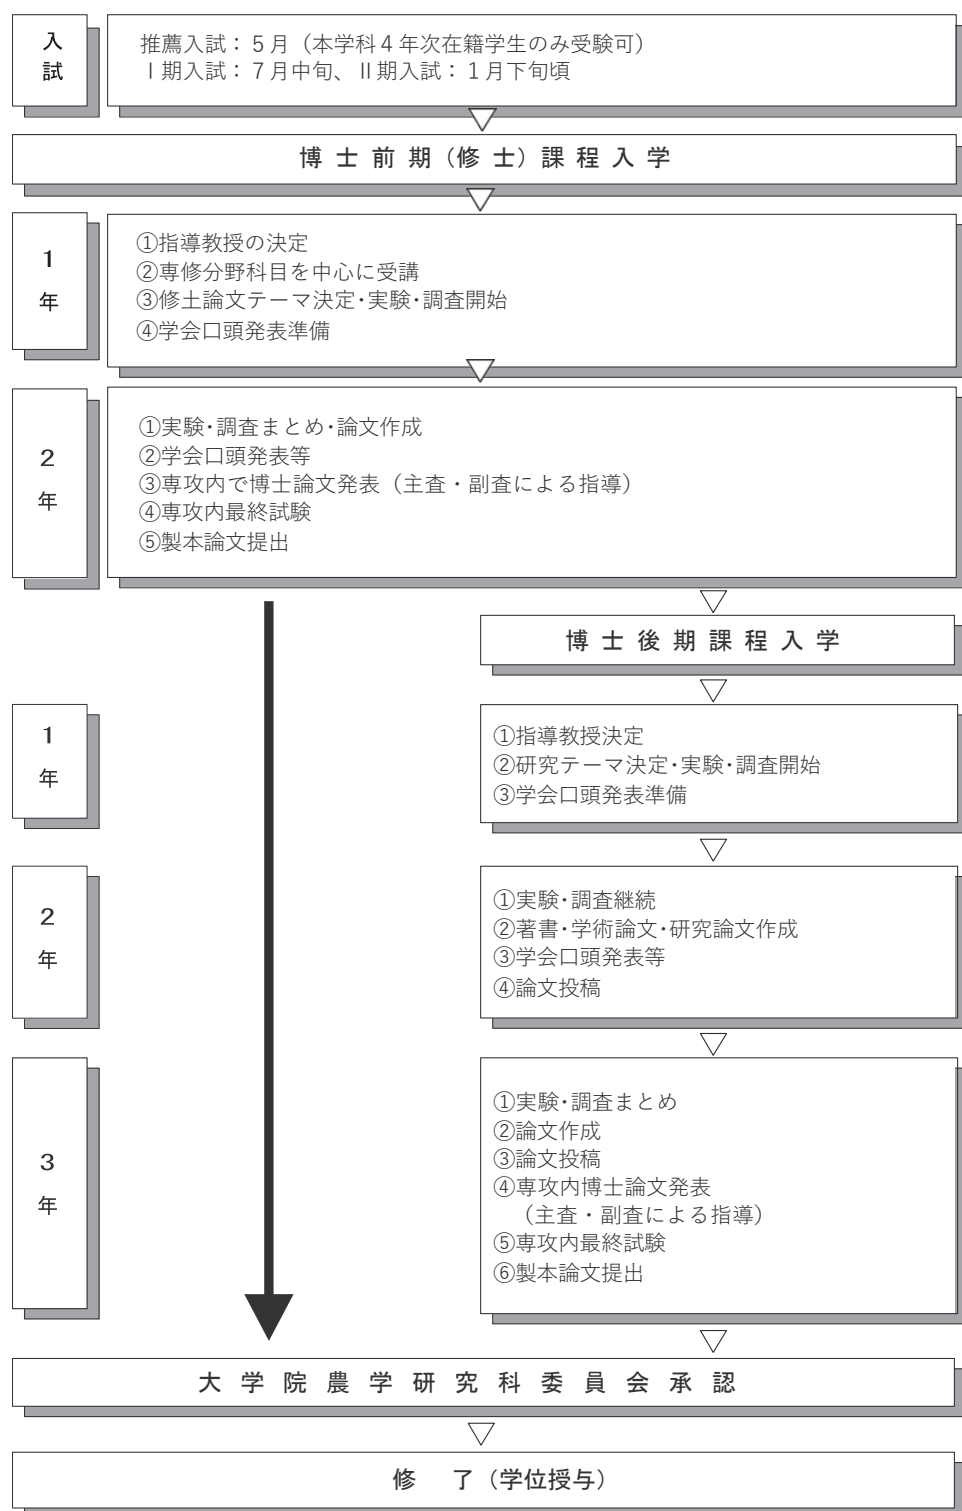 入試
推薦入試：５月（本学科４年次在籍学生のみ受験可）
Ⅰ期入試：７月中旬、Ⅱ期入試：１月下旬頃
博士前期（修士）課程入学
１年
①指導教授の決定
②専修分野科目を中心に受講
③修士論文テーマ決定・実験・調査開始
④学会口頭発表準備
２年
①実験・調査まとめ・論文作成
②学会口頭発表等
③専攻内で博士論文発表（主査・副査による指導）
④専攻内最終試験
⑤製本論文提出
博士後期課程入学
１年
①指導教授決定
②研究テーマ決定・実験・調査開始
③学会口頭発表準備
２年
①実験・調査継続
②著書・学術論文・研究論文作成
③学会口頭発表等
④論文投稿
３年
①実験・調査まとめ
②論文作成
③論文投稿
④専攻内博士論文発表
（主査・副査による指導）
⑤専攻内最終試験
⑥製本論文提出
大学院農学研究科委員会承認
修　了（学位授与）